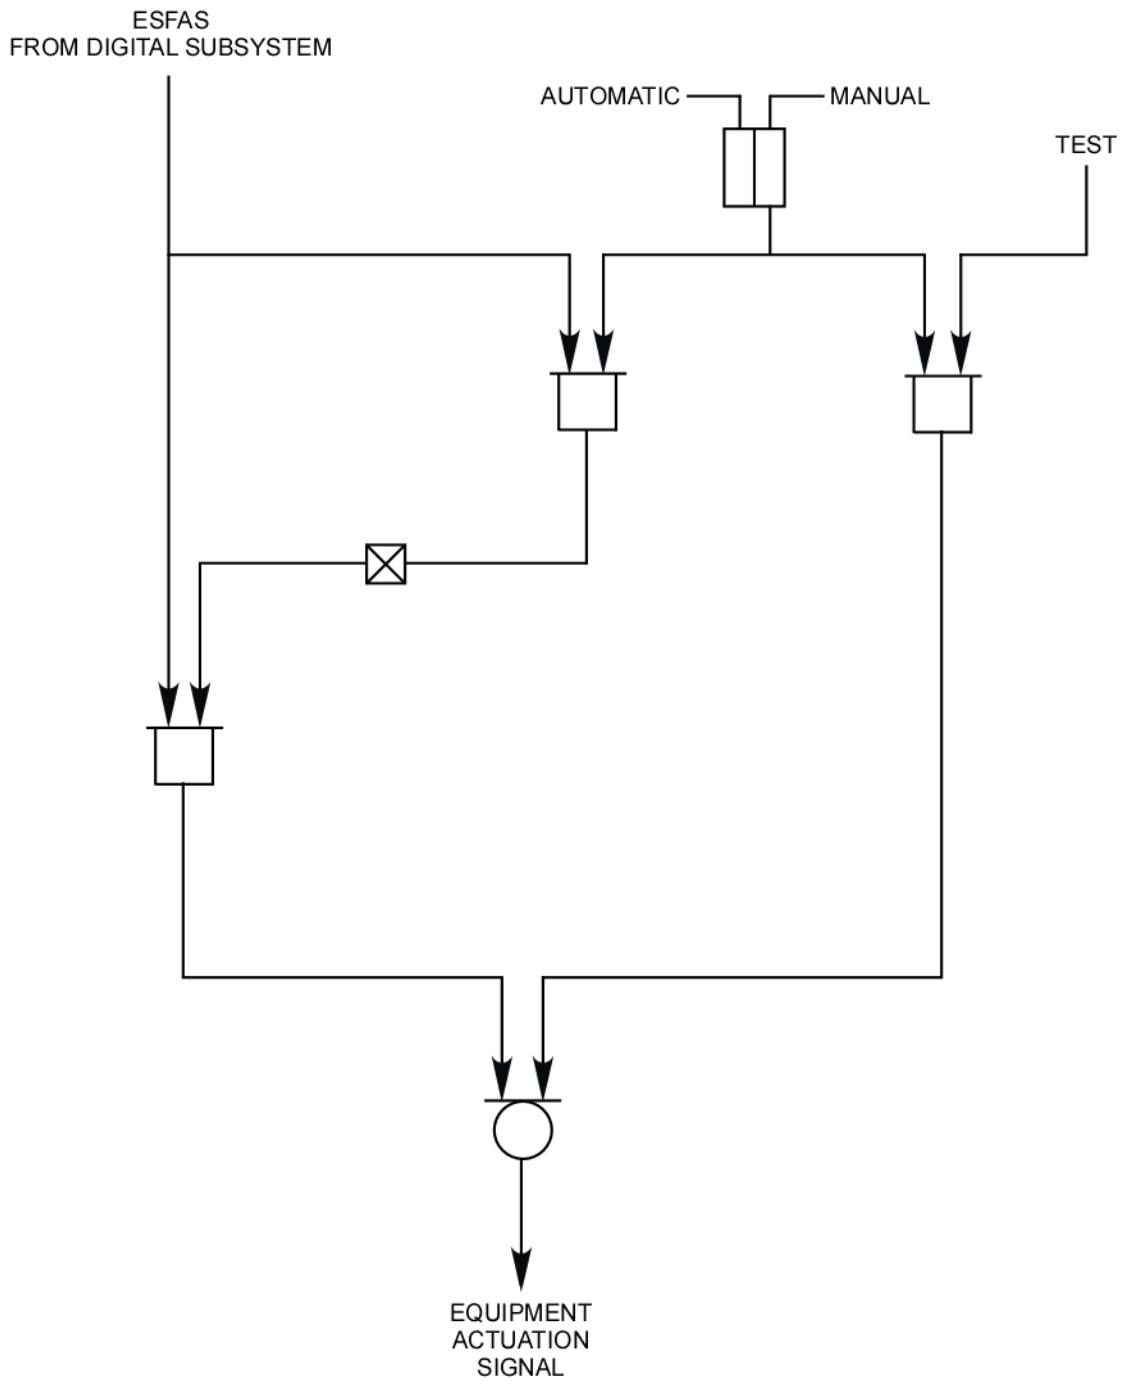 ESFAS
FROM DIGITAL SUBSYSTEM
AUTOMATIC
MANUAL
TEST
EQUIPMENT
ACTUATION
SIGNAL